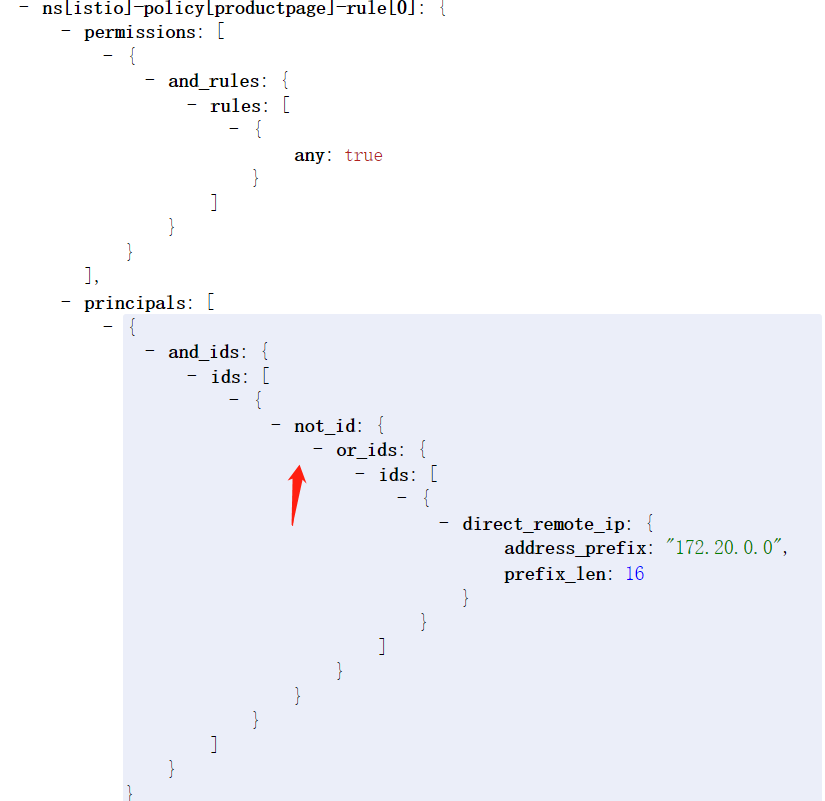 - ns[istio]-policy[productpage]-rule[0]: {
- permissions: [
- {
- and_rules: {
- rules: [
- {
any: true
}
]
}
}
],
- principals: [
- {
- and_ids: {
- ids: [
- {
- not_id: {
- or_ids: {
- ids: [
- {
- direct_remote_ip: {
address_prefix: "172.20.0.0",
prefix_len: 16
}
}
]
}
}
}
]
}
}